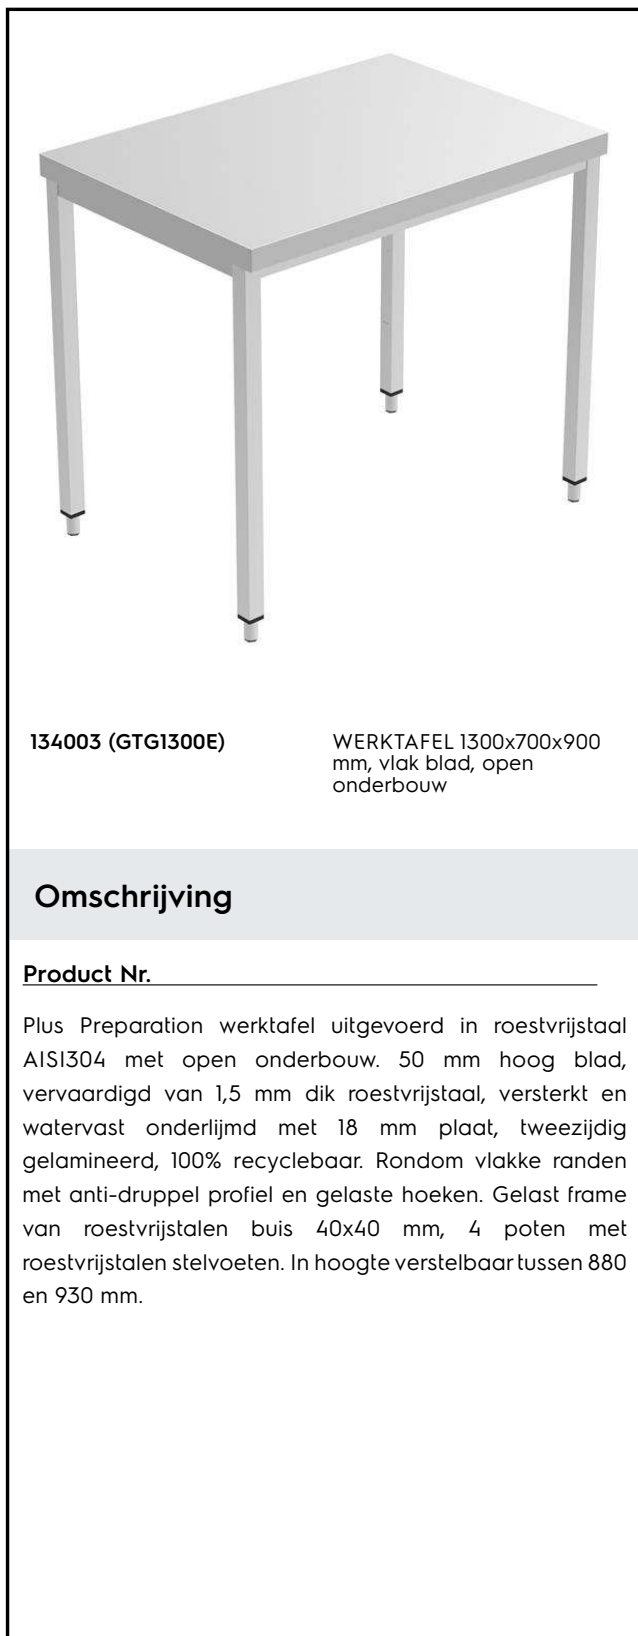 134003 (GTG1300E)
WERKTAFEL 1300x700x900
mm, vlak blad, open
onderbouw
Omschrijving
Product Nr.
Plus Preparation werktafel uitgevoerd in roestvrijstaal
AISI304 met open onderbouw. 50 mm hoog blad,
vervaardigd van 1,5 mm dik roestvrijstaal, versterkt en
watervast onderlijmd met 18 mm plaat, tweezijdig
gelamineerd, 100% recyclebaar. Rondom vlakke randen
met anti-druppel profiel en gelaste hoeken. Gelast frame
van roestvrijstalen buis 40x40 mm, 4 poten met
roestvrijstalen stelvoeten. In hoogte verstelbaar tussen 880
en 930 mm.